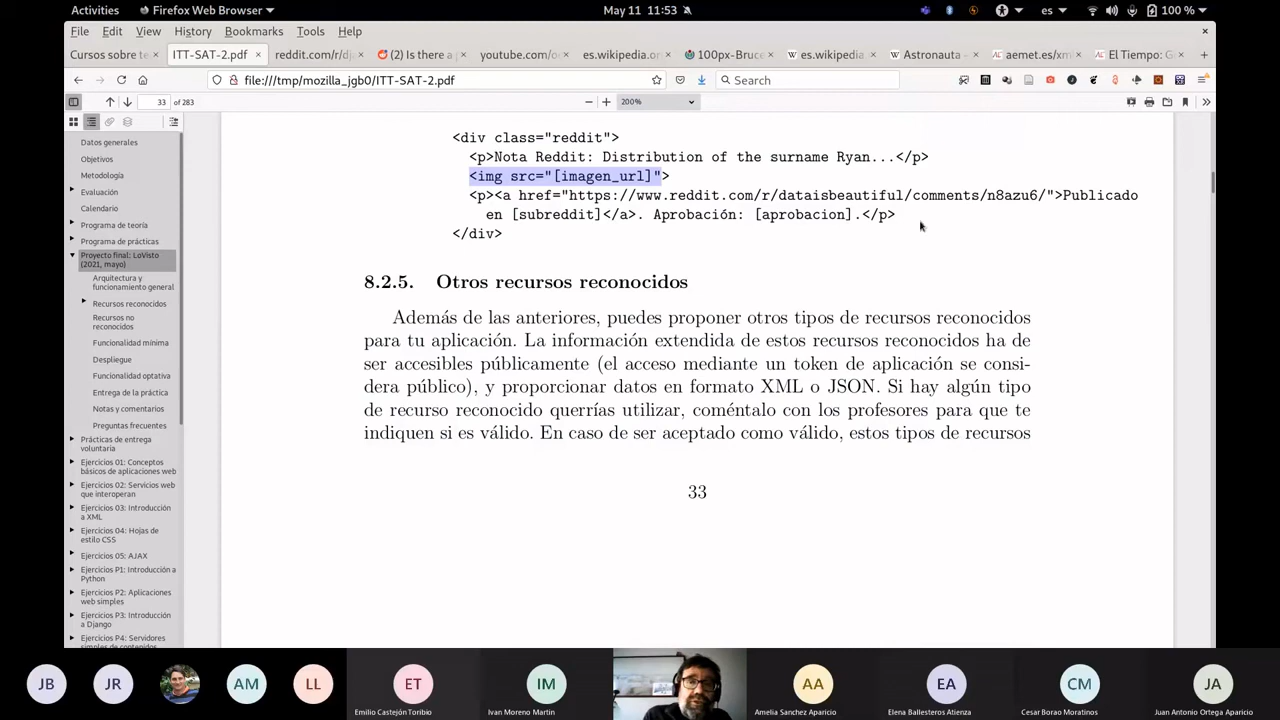 Activities
Firefox Web Browser
May 11 11:53
es
100 %
File Edit View History Bookmarks Tools Help
Cursos sobre te
ITT-SAT-2.pdf
reddit.com/r/dja
(2) Is there a
youtube.com/o
es.wikipedia.or
100px-Bruce
es.wikipedia
Astronauta -
aemet.es/xml
El Tiempo: G
file:///tmp/mozilla_jgb0/ITT-SAT-2.pdf
Search
33 of 283
200%
Datos generales
Objetivos
Metodología
Evaluación
Calendario
Programa de teoría
Programa de prácticas
Proyecto final: LoVisto
(2021, mayo)
Arquitectura y
funcionamiento general
Recursos reconocidos
Recursos no
reconocidos
Funcionalidad mínima
Despliegue
Funcionalidad optativa
Entrega de la práctica
Notas y comentarios
Preguntas frecuentes
Prácticas de entrega
voluntaria
Ejercicios 01: Conceptos
básicos de aplicaciones web
Ejercicios 02: Servicios web
que interoperan
Ejercicios 03: Introducción
a XML
Ejercicios 04: Hojas de
estilo CSS
Ejercicios 05: AJAX
Ejercicios P1: Introducción a
Python
Ejercicios P2: Aplicaciones
web simples
Ejercicios P3: Introducción
a Django
Ejercicios P4: Servidores
simples de contenidos
<div class="reddit">
<p>Nota Reddit: Distribution of the surname Ryan...</p>
<img src="[imagen_url]">
<p><a href="https://www.reddit.com/r/dataisbeautiful/comments/n8azu6/">Publicado
en [subreddit]</a>. Aprobación: [aprobacion].</p>
</div>
8.2.5. Otros recursos reconocidos
Además de las anteriores, puedes proponer otros tipos de recursos reconocidos
para tu aplicación. La información extendida de estos recursos reconocidos ha de
ser accesibles públicamente (el acceso mediante un token de aplicación se consi-
dera público), y proporcionar datos en formato XML o JSON. Si hay algún tipo
de recurso reconocido querrías utilizar, coméntalo con los profesores para que te
indiquen si es válido. En caso de ser aceptado como válido, estos tipos de recursos
33
JB
JR
AM
LL
ET
IM
AA
EA
CM
JA
Emilio Castejón Toribio
Ivan Moreno Martin
Amelia Sanchez Aparicio
Elena Ballesteros Atienza
Cesar Borao Moratinos
Juan Antonio Ortega Aparicio